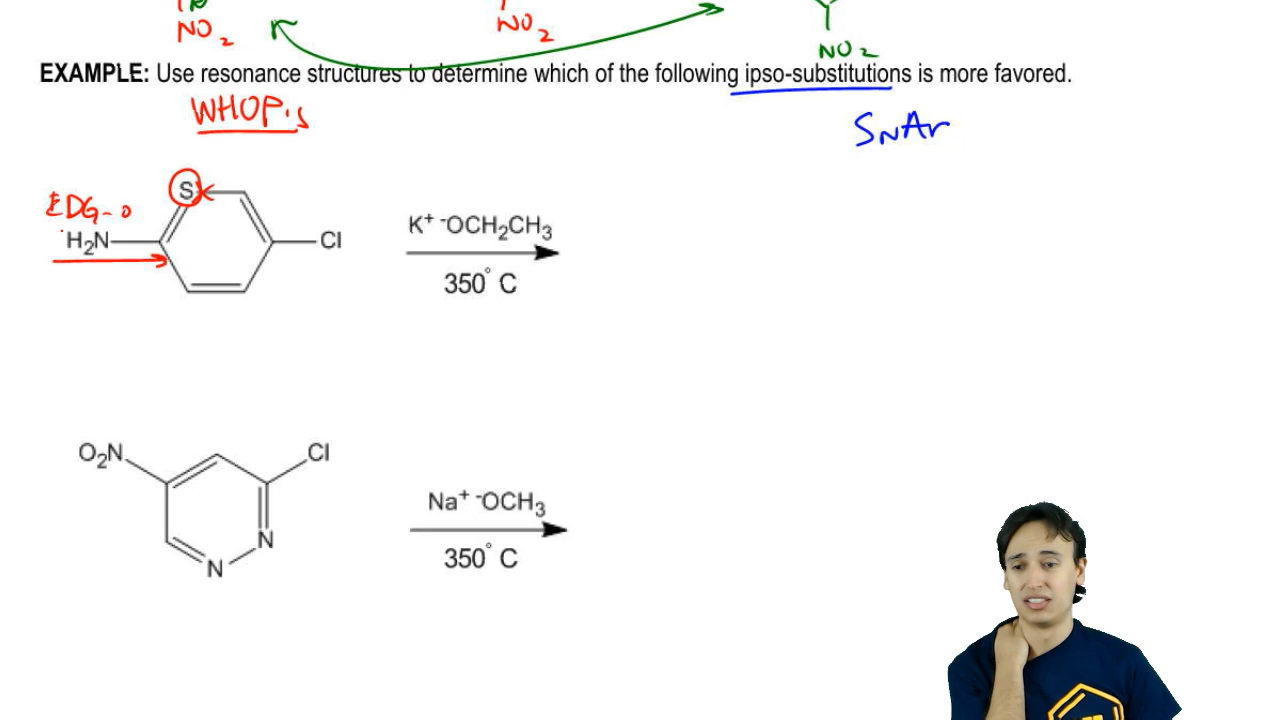 NO2 NO2
NO2
EXAMPLE: Use resonance structures to determine which of the following ipso-substitutions is more favored.
WHOP.s
SNAr
EDG-o
S
H2N Cl
K+ -OCH2CH3
350° C
O2N Cl
N
N
Na+ -OCH3
350° C